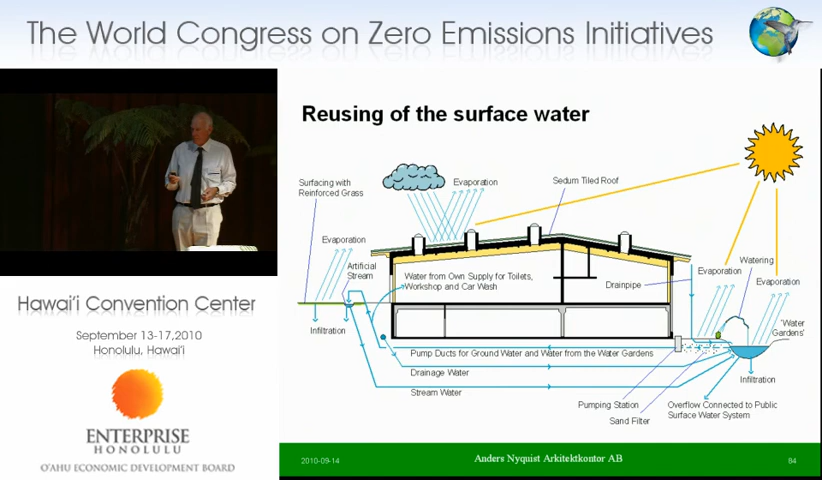 The World Congress on Zero Emissions Initiatives
Reusing of the surface water
Surfacing with
Reinforced Grass
Evaporation
Sedum Tiled Roof
Evaporation
Artificial
Stream
Water from Own Supply for Toilets,
Workshop and Car Wash
Drainpipe
Evaporation
Watering
Evaporation
Infiltration
'Water
Gardens'
Pump Ducts for Ground Water and Water from the Water Gardens
Drainage Water
Stream Water
Infiltration
Pumping Station
Sand Filter
Overflow Connected to Public
Surface Water System
2010-09-14
Anders Nyquist Arkitektkontor AB
84
Hawai'i Convention Center
September 13-17,2010
Honolulu, Hawai'i
ENTERPRISE
HONOLULU
O'AHU ECONOMIC DEVELOPMENT BOARD